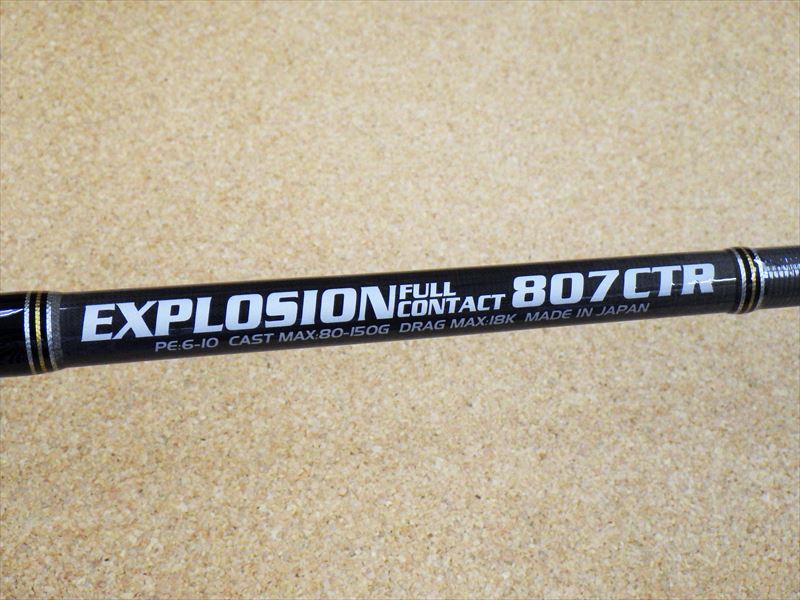 EXPLOSION FULL CONTACT 807CTR
PE:6-10 CAST MAX:80-150G DRAG MAX:18K MADE IN JAPAN